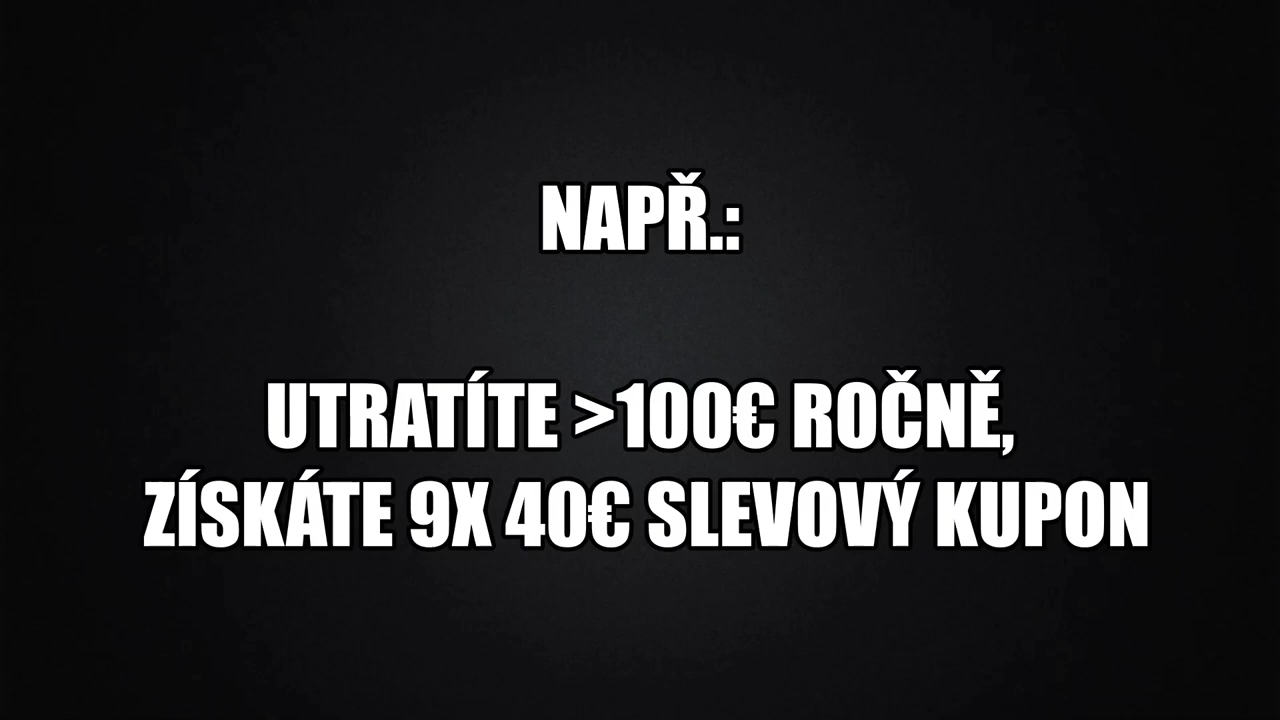 NAPŘ.:
UTRATÍTE >100€ ROČNĚ,
ZÍSKÁTE 9X 40€ SLEVOVÝ KUPON